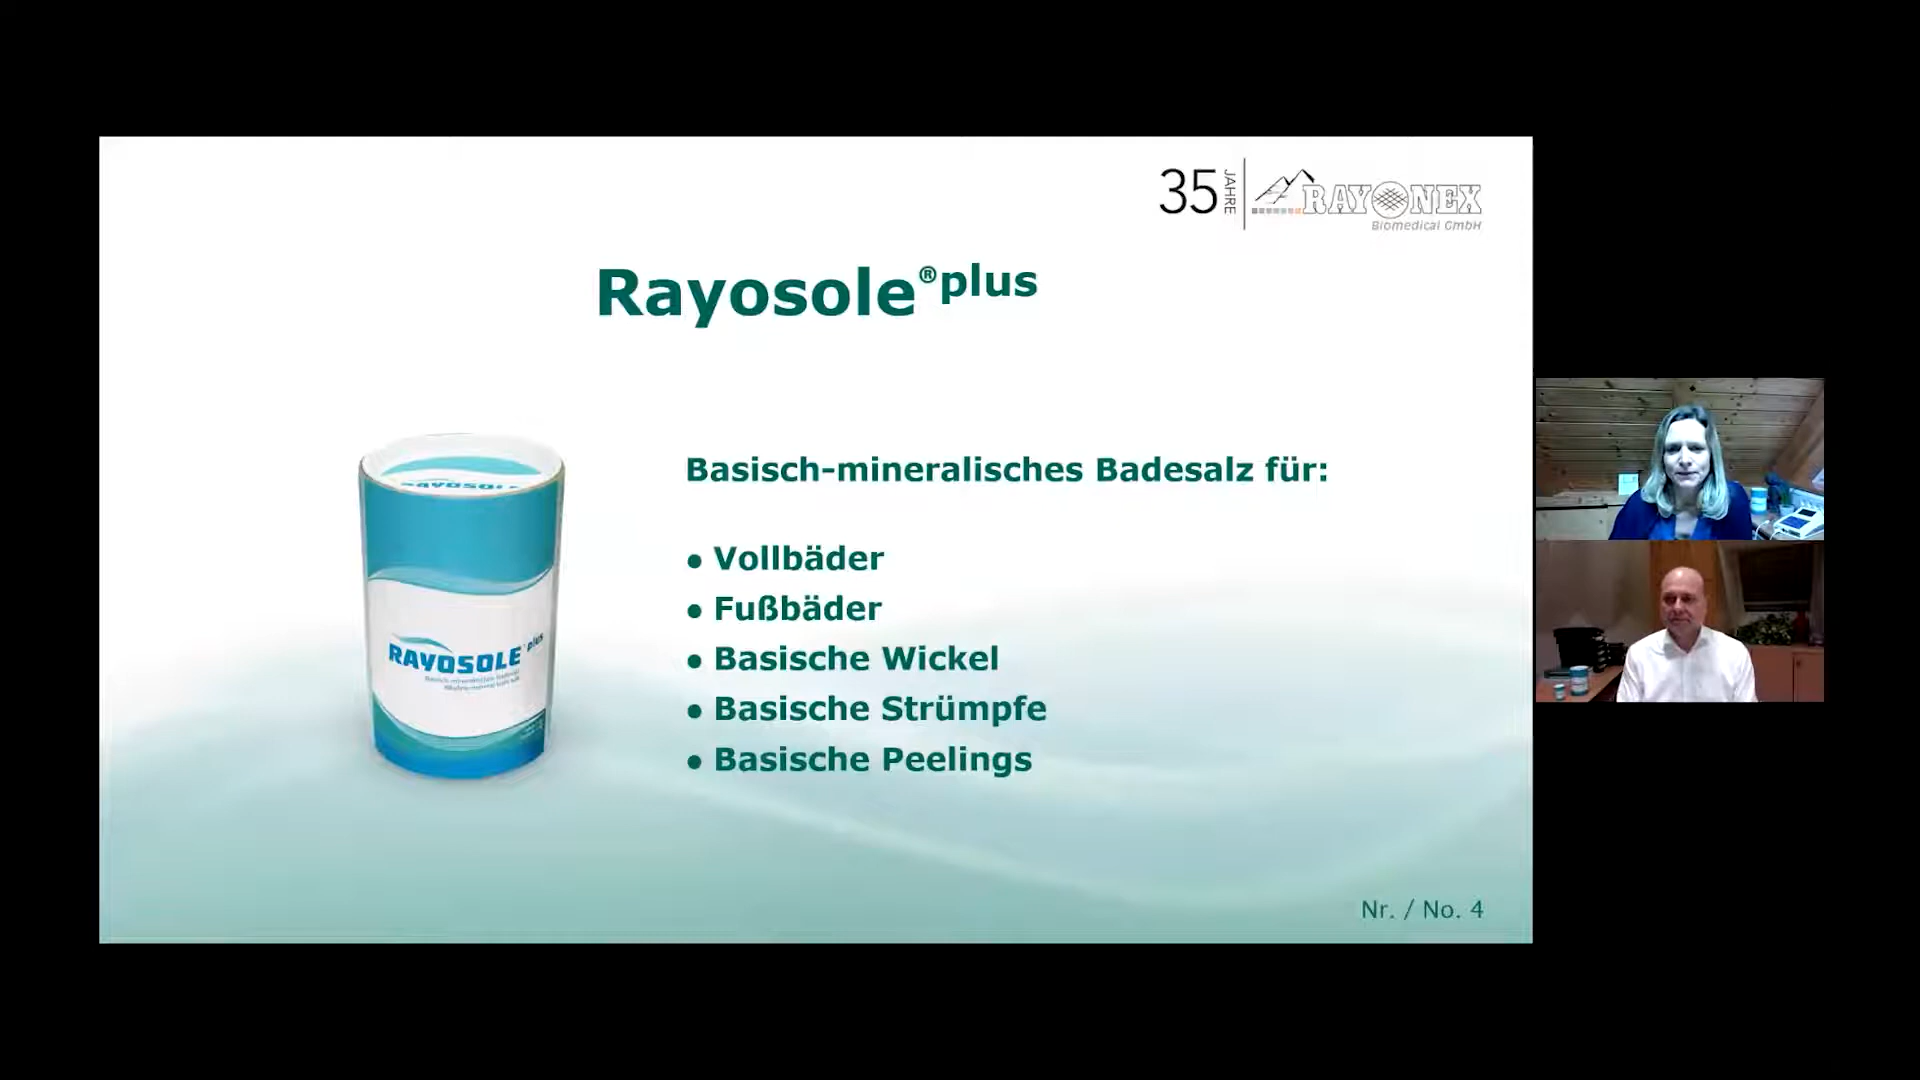 35 JAHRE RAYONEX
Biomedical GmbH
Rayosole®plus
Basisch-mineralisches Badesalz für:
• Vollbäder
• Fußbäder
• Basische Wickel
• Basische Strümpfe
• Basische Peelings
RAYOSOLE plus
Nr. / No. 4